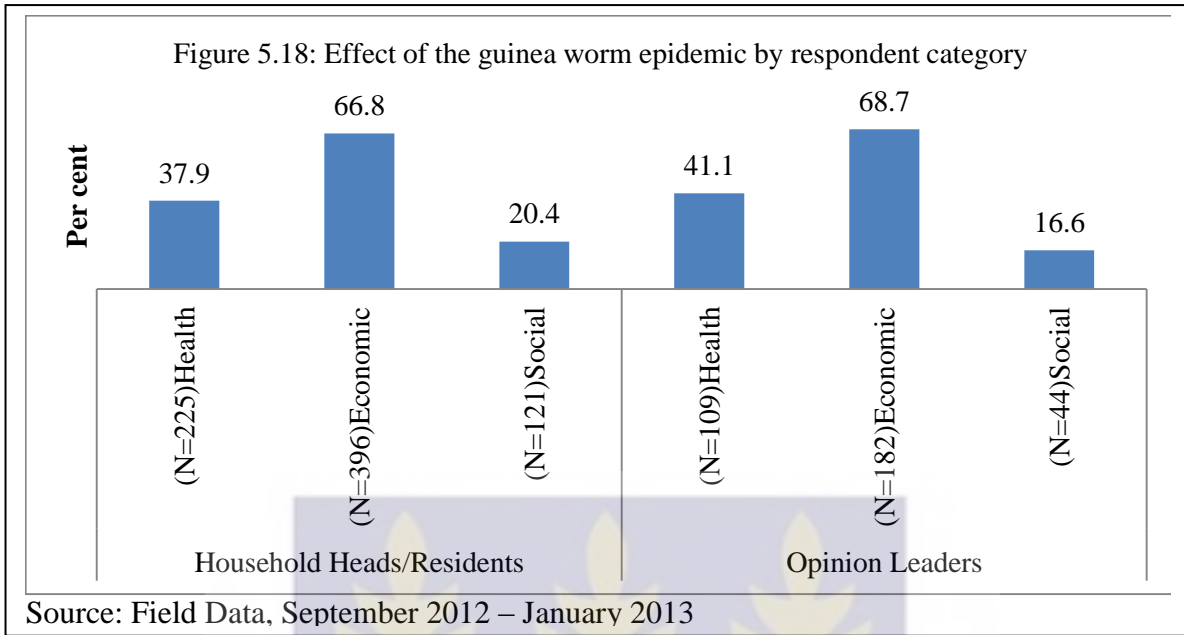 Figure 5.18: Effect of the guinea worm epidemic by respondent category
Per cent
37.9
66.8
20.4
41.1
68.7
16.6
(N=225)Health
(N=396)Economic
(N=121)Social
(N=109)Health
(N=182)Economic
(N=44)Social
Household Heads/Residents
Opinion Leaders
Source: Field Data, September 2012 – January 2013